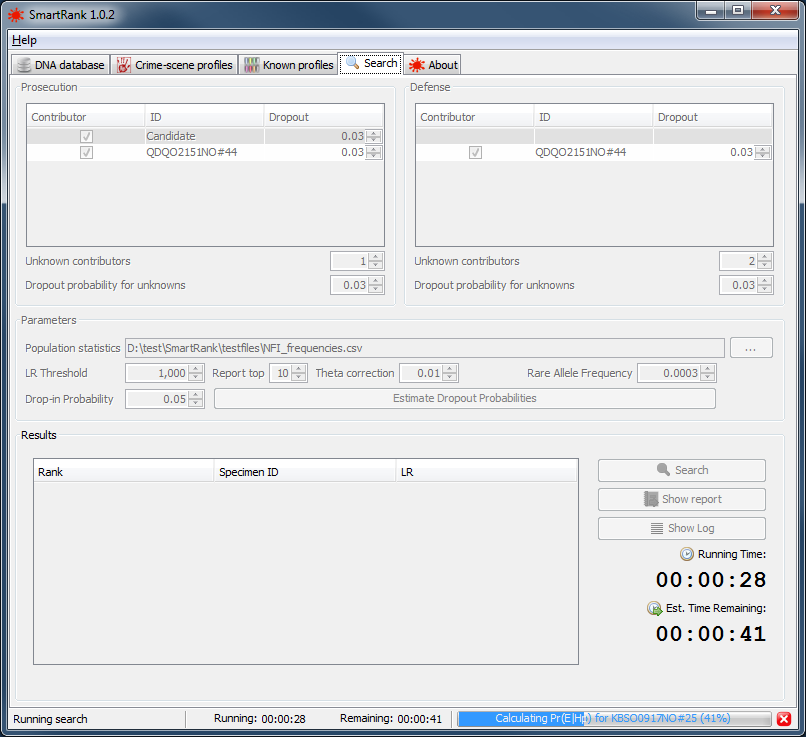 SmartRank 1.0.2
Help
DNA database Crime-scene profiles Known profiles Search About
Prosecution Defense
Contributor ID Dropout Contributor ID Dropout
Candidate 0.03
QDQO2151NO#44 0.03 QDQO2151NO#44 0.03
Unknown contributors 1 Unknown contributors 2
Dropout probability for unknowns 0.03 Dropout probability for unknowns 0.03
Parameters
Population statistics D:\test\SmartRank\testfiles\NFI_frequencies.csv ...
LR Threshold 1,000 Report top 10 Theta correction 0.01 Rare Allele Frequency 0.0003
Drop-in Probability 0.05 Estimate Dropout Probabilities
Results
Rank Specimen ID LR
Search
Show report
Show Log
Running Time:
00:00:28
Est. Time Remaining:
00:00:41
Running search Running: 00:00:28 Remaining: 00:00:41 Calculating Pr(E|Hp) for KBSO0917NO#25 (41%)